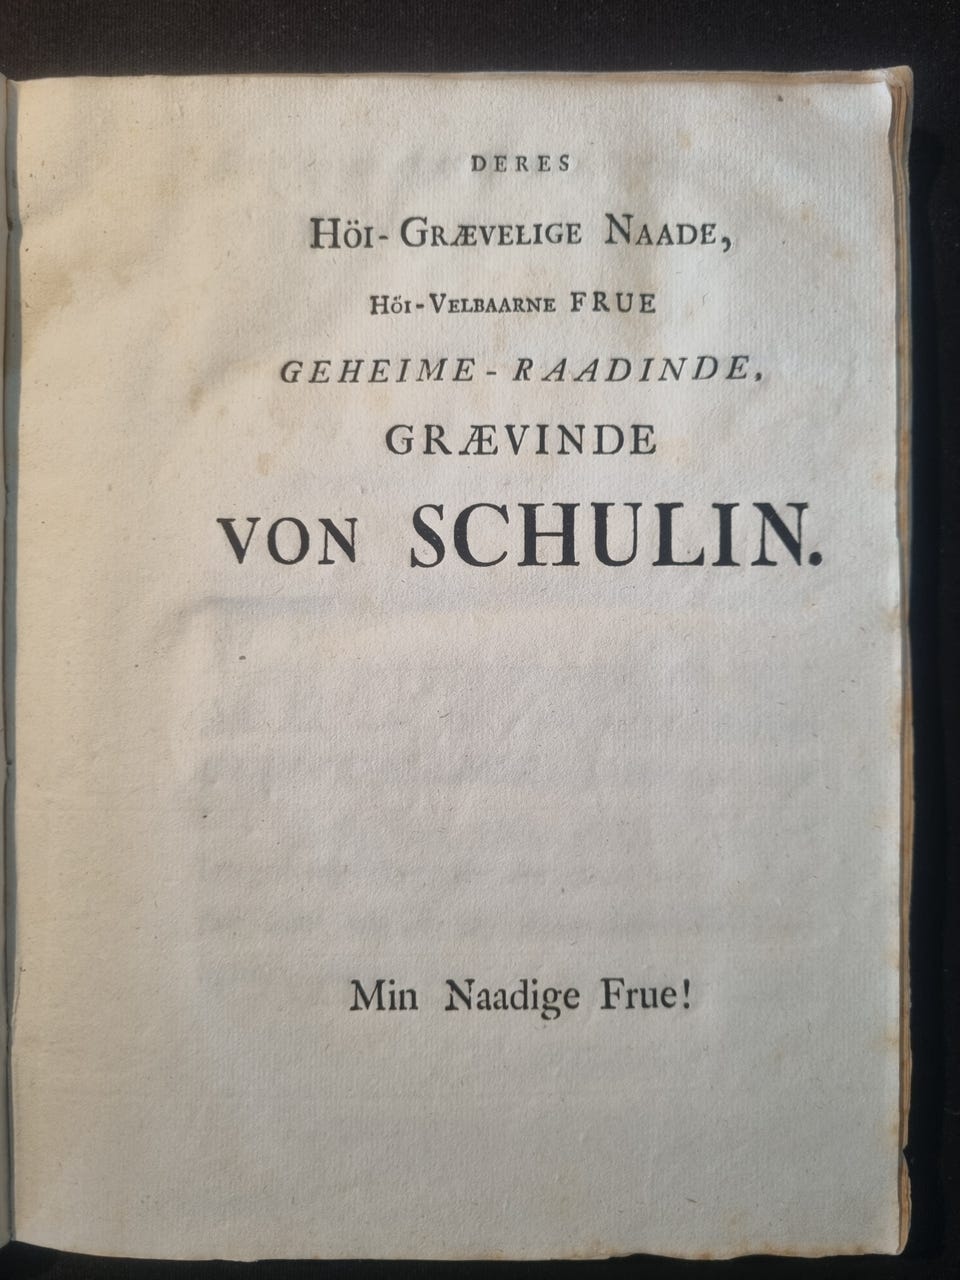 DERES
HÖI-GRÆVELIGE NAADE,
HÖI-VELBAARNE FRUE
GEHEIME-RAADINDE,
GRÆVINDE
VON SCHULIN.
Min Naadige Frue!